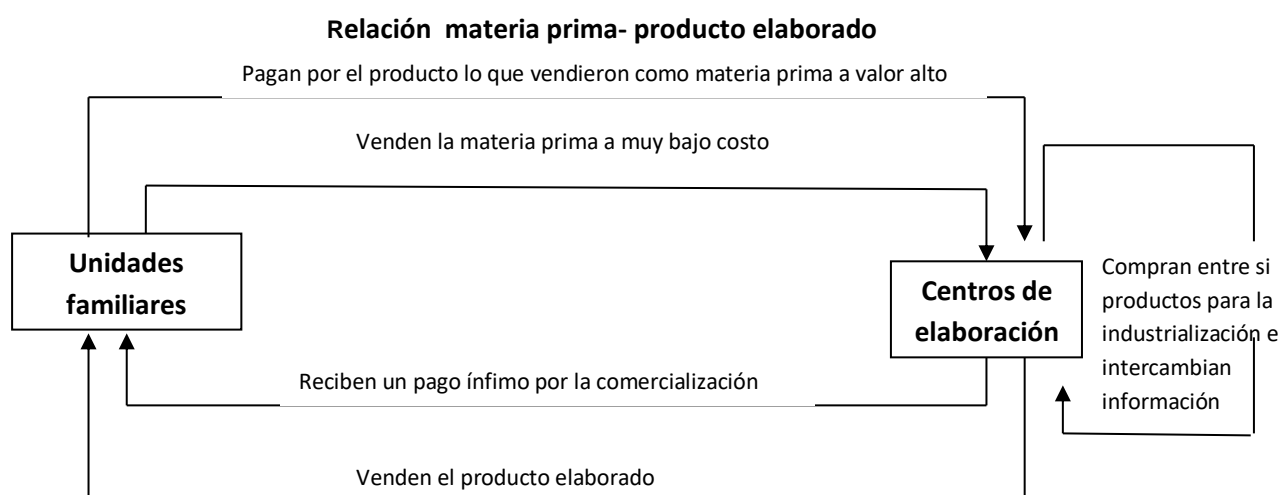 Relación materia prima- producto elaborado
Pagan por el producto lo que vendieron como materia prima a valor alto
Venden la materia prima a muy bajo costo
Unidades
familiares
Centros de
elaboración
Compran entre si
productos para la
industrialización e
intercambian
información
Reciben un pago ínfimo por la comercialización
Venden el producto elaborado